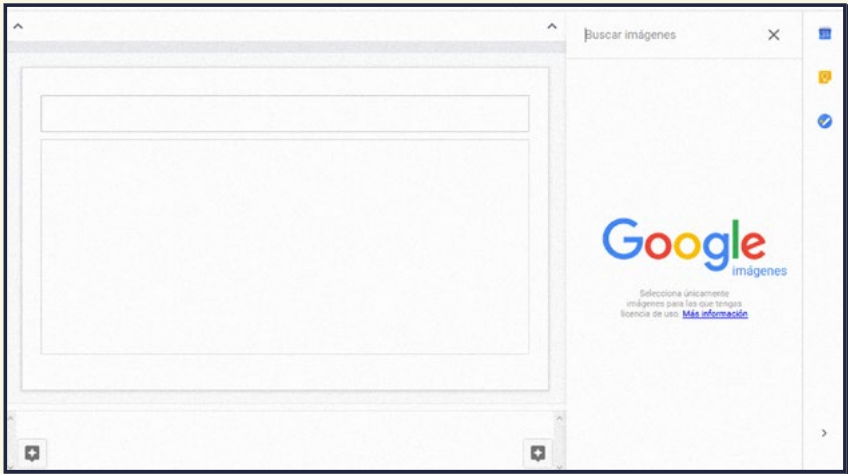 Buscar imágenes
Google
imágenes
Selecciona únicamente
imágenes para las que tengas
licencia de uso. Más información